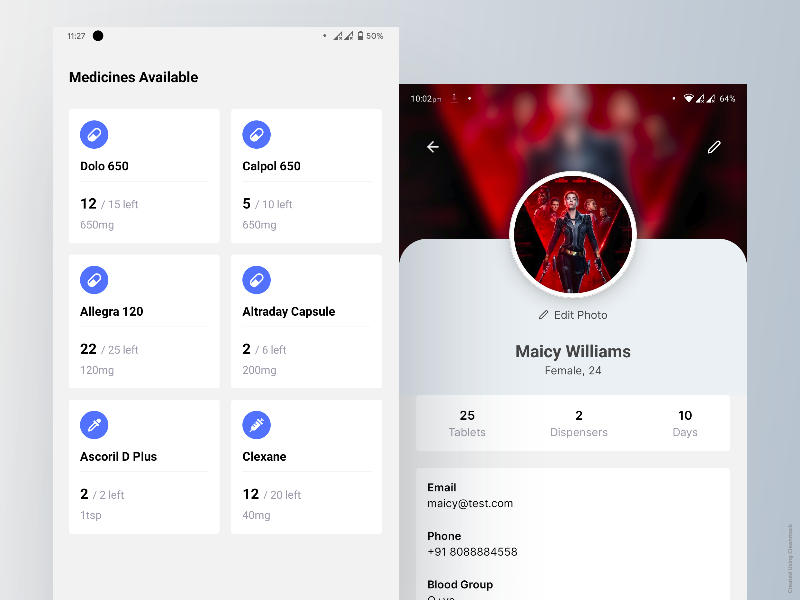 11:27
50%
Medicines Available
Dolo 650
12 / 15 left
650mg
Calpol 650
5 / 10 left
650mg
Allegra 120
22 / 25 left
120mg
Altraday Capsule
2 / 6 left
200mg
Ascoril D Plus
2 / 2 left
1tsp
Clexane
12 / 20 left
40mg
10:02pm
64%
Edit Photo
Maicy Williams
Female, 24
25
Tablets
2
Dispensers
10
Days
Email
maicy@test.com
Phone
+91 8088884558
Blood Group
Created Using Cleanmock